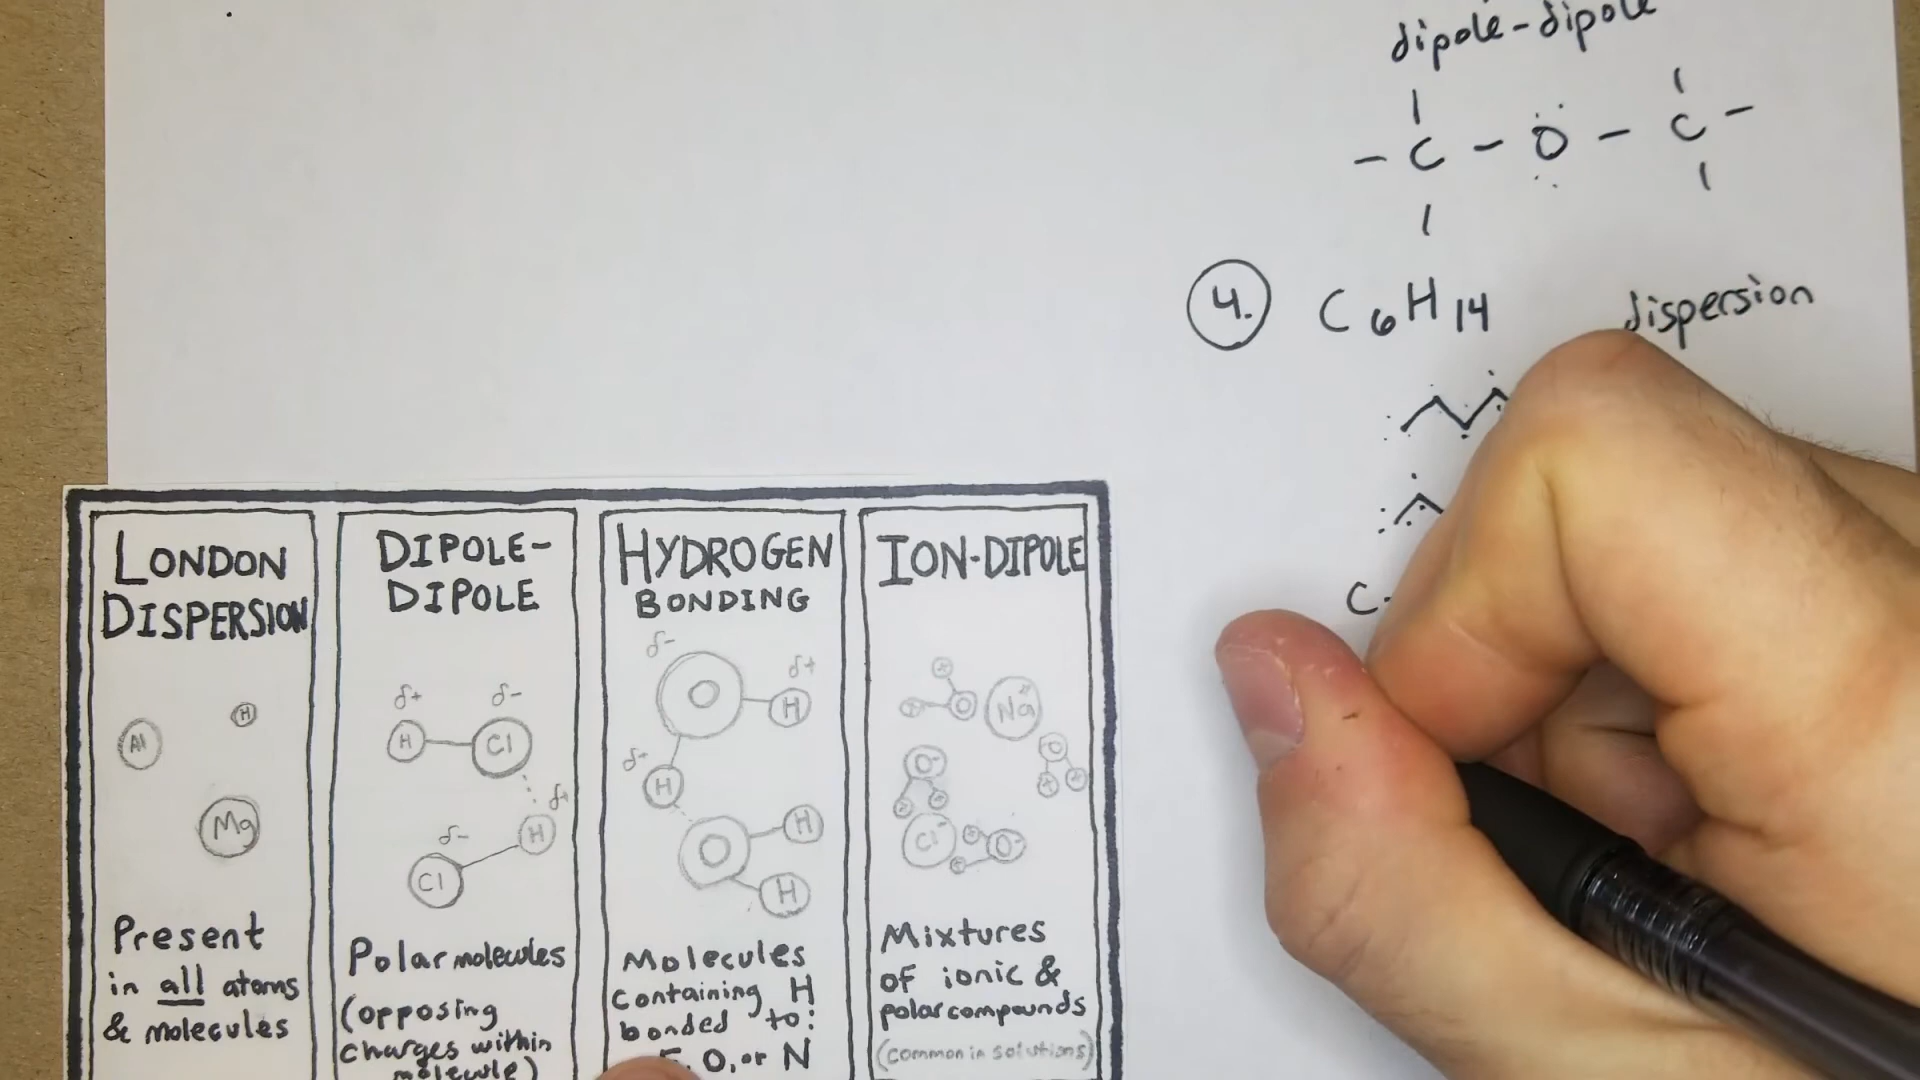 dipole-dipole
- C - O - C -
4. C6H14 dispersion
C-
LONDON
DISPERSION
Al
H
Mg
Present
in all atoms
& molecules
DIPOLE-
DIPOLE
δ+ δ-
H Cl
δ+
δ- H
Cl
Polar molecules
(opposing
charges within
molecule)
HYDROGEN
BONDING
δ-
δ+
O H
δ-
H
O H
H
Molecules
containing H
bonded to:
F, O, or N
ION-DIPOLE
+
+ O Na+
O
+ +
O-
+ +
Cl- + O-
+
Mixtures
of ionic &
polar compounds
(common in solutions)